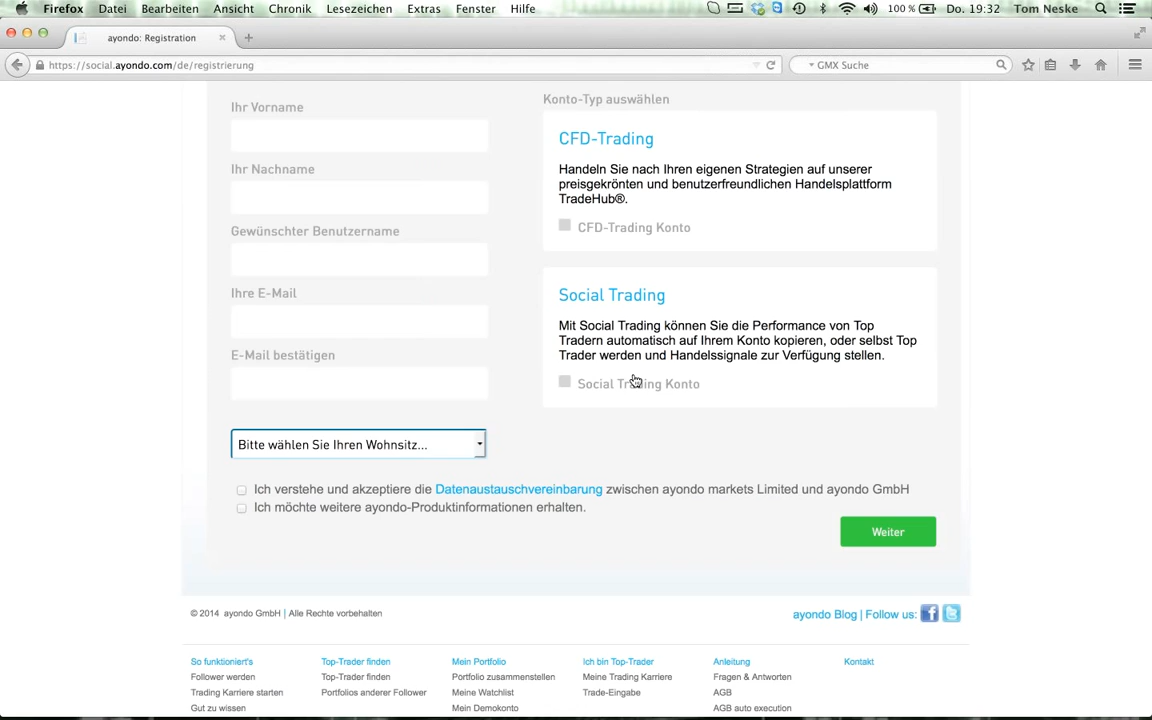 Firefox Datei Bearbeiten Ansicht Chronik Lesezeichen Extras Fenster Hilfe 100 % Do. 19:32 Tom Neske
ayondo: Registration
https://social.ayondo.com/de/registrierung
GMX Suche
Ihr Vorname
Ihr Nachname
Gewünschter Benutzername
Ihre E-Mail
E-Mail bestätigen
Bitte wählen Sie Ihren Wohnsitz...
Konto-Typ auswählen
CFD-Trading
Handeln Sie nach Ihren eigenen Strategien auf unserer
preisgekrönten und benutzerfreundlichen Handelsplattform
TradeHub®.
CFD-Trading Konto
Social Trading
Mit Social Trading können Sie die Performance von Top
Tradern automatisch auf Ihrem Konto kopieren, oder selbst Top
Trader werden und Handelssignale zur Verfügung stellen.
Social Trading Konto
Ich verstehe und akzeptiere die Datenaustauschvereinbarung zwischen ayondo markets Limited und ayondo GmbH
Ich möchte weitere ayondo-Produktinformationen erhalten.
Weiter
© 2014 ayondo GmbH | Alle Rechte vorbehalten
ayondo Blog | Follow us:
So funktioniert's
Follower werden
Trading Karriere starten
Gut zu wissen
Top-Trader finden
Top-Trader finden
Portfolios anderer Follower
Mein Portfolio
Portfolio zusammenstellen
Meine Watchlist
Mein Demokonto
Ich bin Top-Trader
Meine Trading Karriere
Trade-Eingabe
Anleitung
Fragen & Antworten
AGB
AGB auto execution
Kontakt